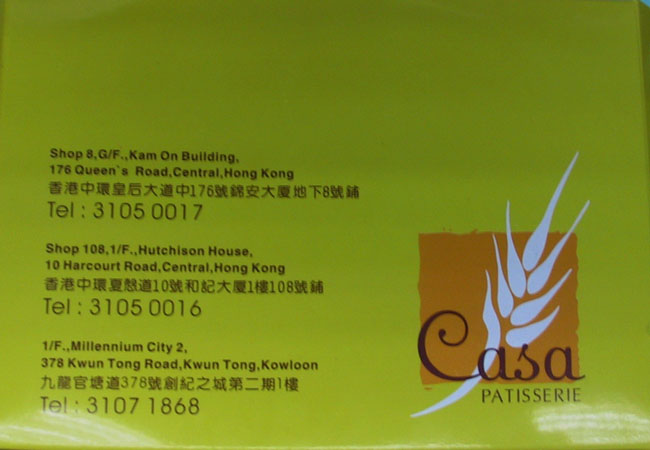 Shop 8,G/F.,Kam On Building,
176 Queen`s Road,Central,Hong Kong
香港中環皇后大道中176號錦安大廈地下8號鋪
Tel : 3105 0017
Shop 108,1/F.,Hutchison House,
10 Harcourt Road,Central,Hong Kong
香港中環夏慤道10號和記大廈1樓108號鋪
Tel : 3105 0016
1/F.,Millennium City 2,
378 Kwun Tong Road,Kwun Tong,Kowloon
九龍官塘道378號創紀之城第二期1樓
Tel : 3107 1868
Casa
PATISSERIE